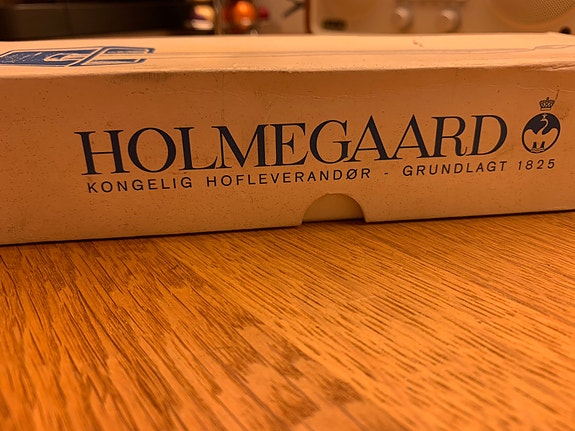 HOLMEGAARD
KONGELIG HOFLEVERANDØR - GRUNDLAGT 1825